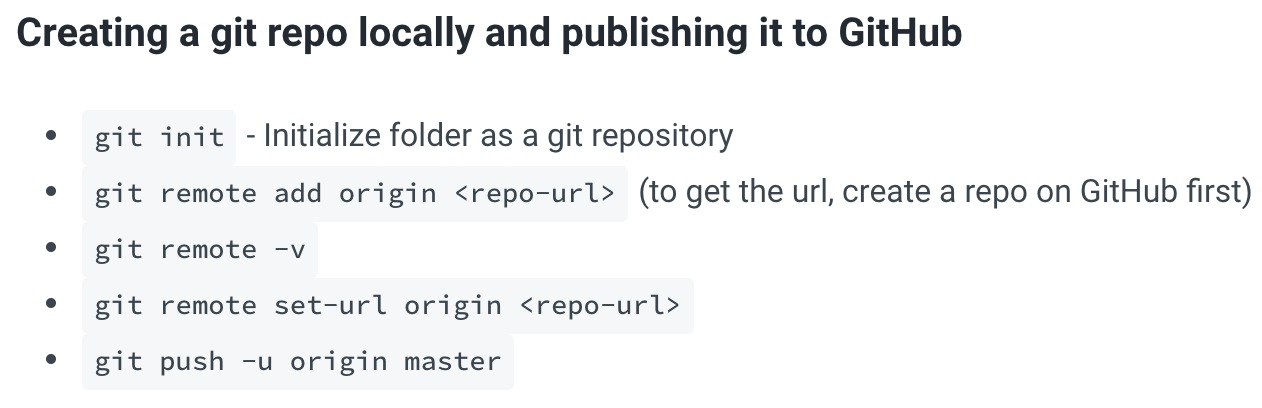 Creating a git repo locally and publishing it to GitHub
• git init - Initialize folder as a git repository
• git remote add origin <repo-url> (to get the url, create a repo on GitHub first)
• git remote -v
• git remote set-url origin <repo-url>
• git push -u origin master